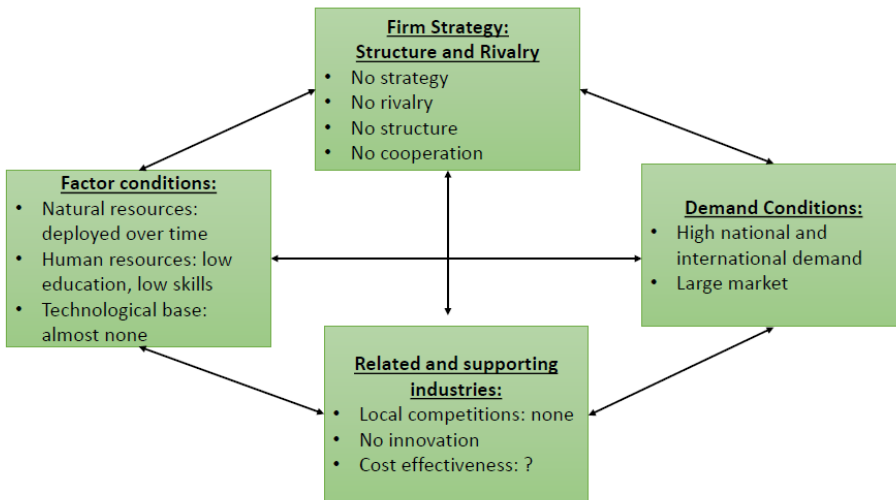 Firm Strategy:
Structure and Rivalry
• No strategy
• No rivalry
• No structure
• No cooperation
Factor conditions:
• Natural resources:
deployed over time
• Human resources: low
education, low skills
• Technological base:
almost none
Demand Conditions:
• High national and
international demand
• Large market
Related and supporting
industries:
• Local competitions: none
• No innovation
• Cost effectiveness: ?